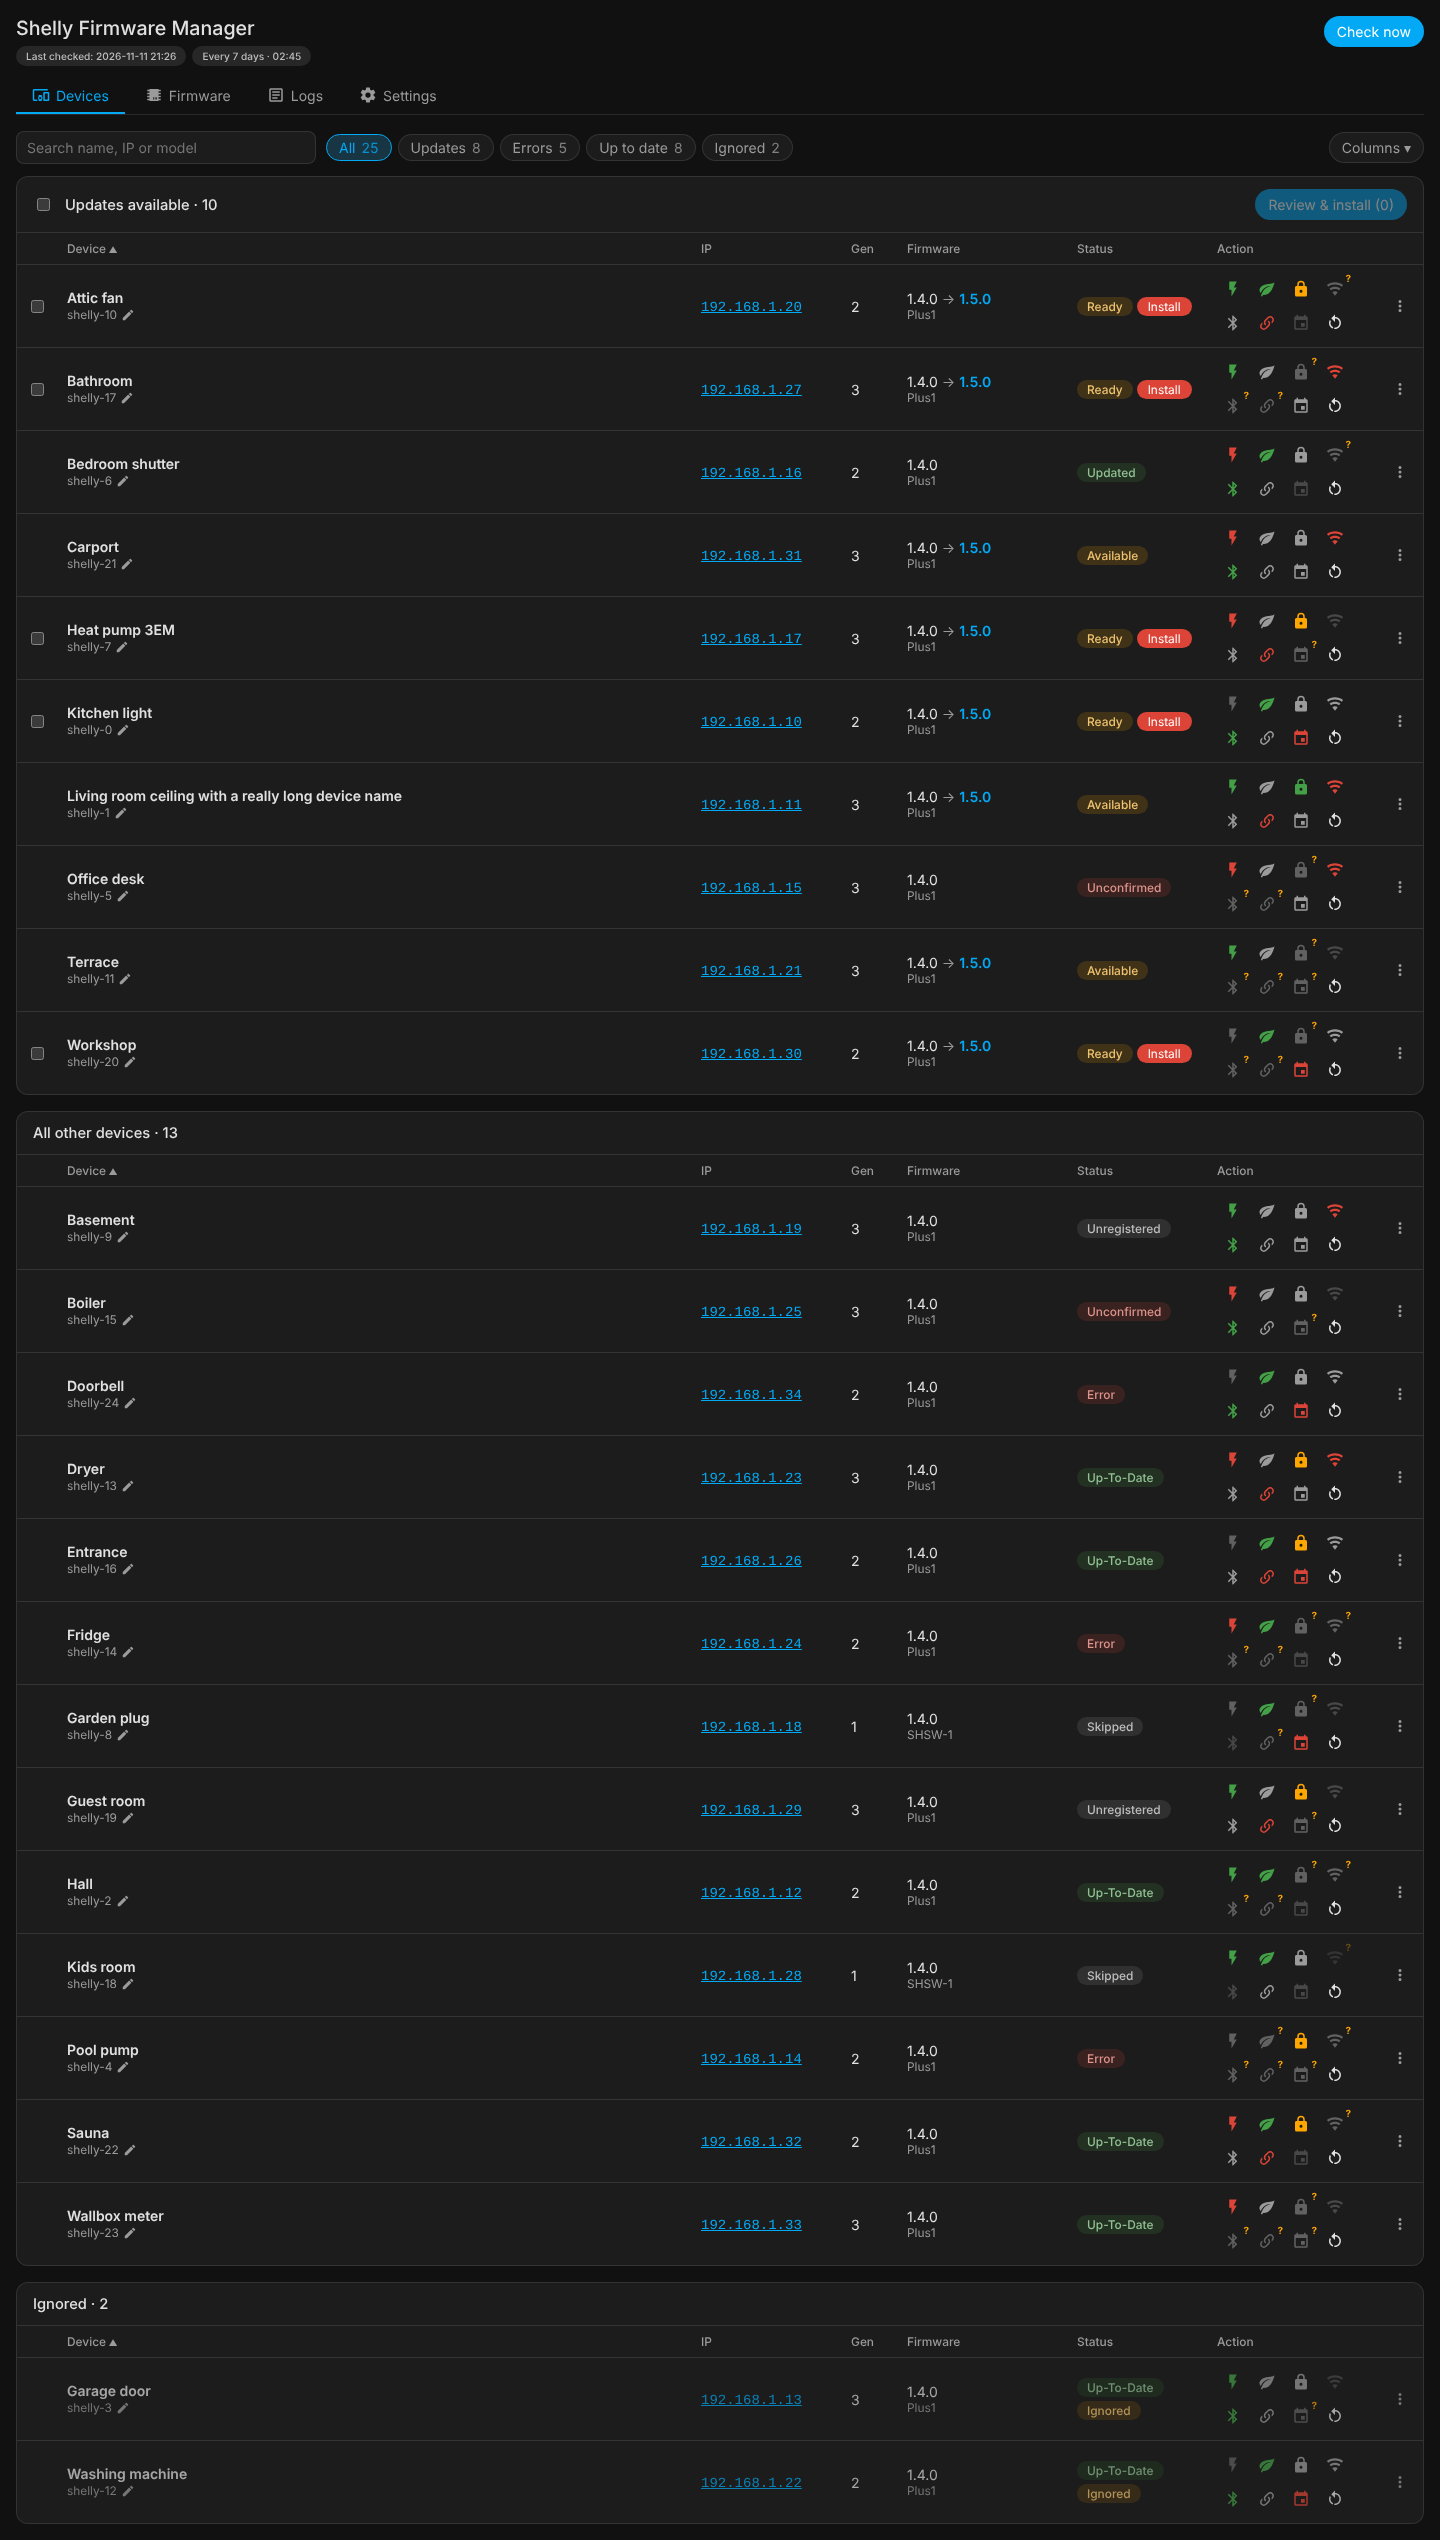 Shelly Firmware Manager
Check now
Last checked: 2026-11-11 21:26 Every 7 days · 02:45
Devices Firmware Logs Settings
Search name, IP or model All 25 Updates 8 Errors 5 Up to date 8 Ignored 2 Columns ▾
Updates available · 10 Review & install (0)
Device ▲ IP Gen Firmware Status Action
Attic fan
shelly-10
192.168.1.20 2 1.4.0 → 1.5.0
Plus1
Ready Install
?
Bathroom
shelly-17
192.168.1.27 3 1.4.0 → 1.5.0
Plus1
Ready Install
?
? ?
Bedroom shutter
shelly-6
192.168.1.16 2 1.4.0
Plus1
Updated
?
Carport
shelly-21
192.168.1.31 3 1.4.0 → 1.5.0
Plus1
Available
Heat pump 3EM
shelly-7
192.168.1.17 3 1.4.0 → 1.5.0
Plus1
Ready Install
?
Kitchen light
shelly-0
192.168.1.10 2 1.4.0 → 1.5.0
Plus1
Ready Install
Living room ceiling with a really long device name
shelly-1
192.168.1.11 3 1.4.0 → 1.5.0
Plus1
Available
Office desk
shelly-5
192.168.1.15 3 1.4.0
Plus1
Unconfirmed
?
? ?
Terrace
shelly-11
192.168.1.21 3 1.4.0 → 1.5.0
Plus1
Available
?
? ? ?
Workshop
shelly-20
192.168.1.30 2 1.4.0 → 1.5.0
Plus1
Ready Install
?
? ?
All other devices · 13
Device ▲ IP Gen Firmware Status Action
Basement
shelly-9
192.168.1.19 3 1.4.0
Plus1
Unregistered
Boiler
shelly-15
192.168.1.25 3 1.4.0
Plus1
Unconfirmed
?
Doorbell
shelly-24
192.168.1.34 2 1.4.0
Plus1
Error
Dryer
shelly-13
192.168.1.23 3 1.4.0
Plus1
Up-To-Date
Entrance
shelly-16
192.168.1.26 2 1.4.0
Plus1
Up-To-Date
Fridge
shelly-14
192.168.1.24 2 1.4.0
Plus1
Error
? ?
? ?
Garden plug
shelly-8
192.168.1.18 1 1.4.0
SHSW-1
Skipped
?
?
Guest room
shelly-19
192.168.1.29 3 1.4.0
Plus1
Unregistered
?
Hall
shelly-2
192.168.1.12 2 1.4.0
Plus1
Up-To-Date
? ?
? ?
Kids room
shelly-18
192.168.1.28 1 1.4.0
SHSW-1
Skipped
?
Pool pump
shelly-4
192.168.1.14 2 1.4.0
Plus1
Error
? ?
? ? ?
Sauna
shelly-22
192.168.1.32 2 1.4.0
Plus1
Up-To-Date
?
Wallbox meter
shelly-23
192.168.1.33 3 1.4.0
Plus1
Up-To-Date
?
? ? ?
Ignored · 2
Device ▲ IP Gen Firmware Status Action
Garage door
shelly-3
192.168.1.13 3 1.4.0
Plus1
Up-To-Date
Ignored
?
Washing machine
shelly-12
192.168.1.22 2 1.4.0
Plus1
Up-To-Date
Ignored